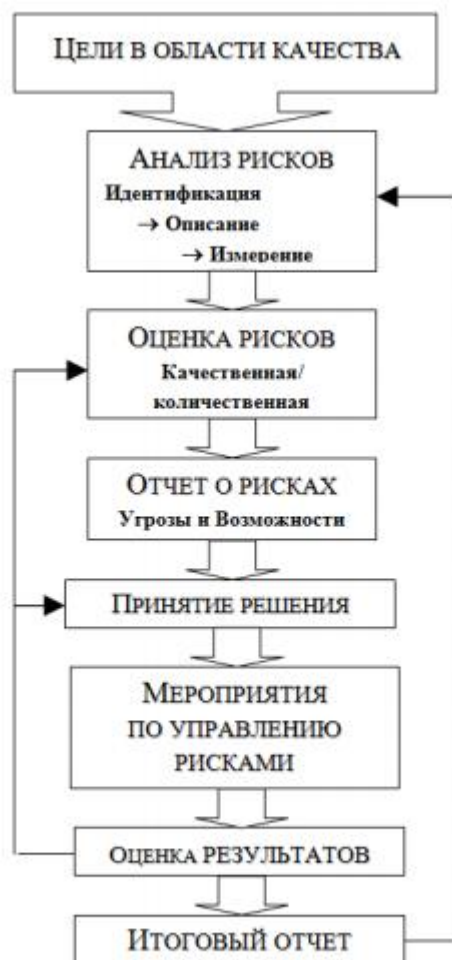 ЦЕЛИ В ОБЛАСТИ КАЧЕСТВА
АНАЛИЗ РИСКОВ
Идентификация
→ Описание
→ Измерение
ОЦЕНКА РИСКОВ
Качественная/
количественная
ОТЧЕТ О РИСКАХ
Угрозы и Возможности
ПРИНЯТИЕ РЕШЕНИЯ
МЕРОПРИЯТИЯ
ПО УПРАВЛЕНИЮ
РИСКАМИ
ОЦЕНКА РЕЗУЛЬТАТОВ
ИТОГОВЫЙ ОТЧЕТ